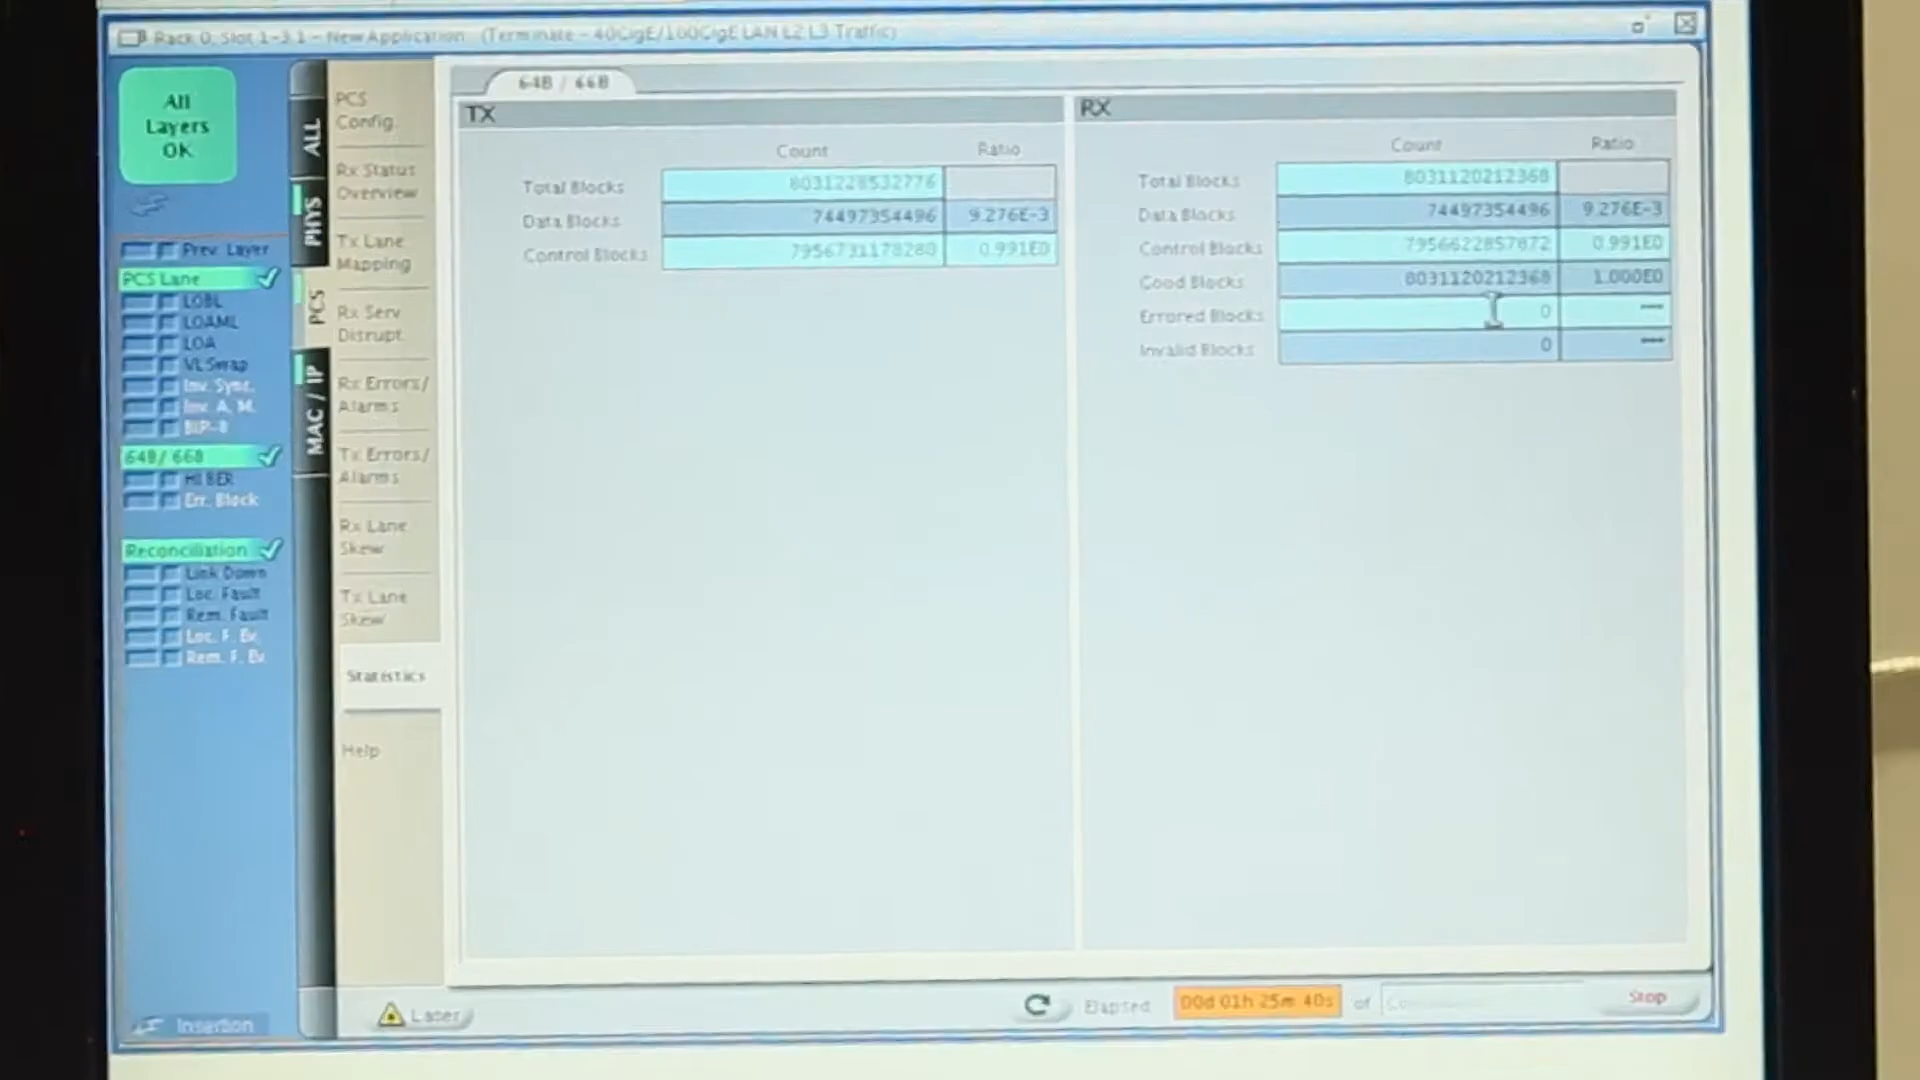 Rack 0, Slot 1-3.1 - New Application (Terminate - 40GigE/100GigE LAN L2 L3 Traffic)
All
Layers
OK
Prev. Layer
PCS Lane
LOBL
LOAML
LOA
VL Swap
Inv. Sync.
Inv. A. M.
BIP-8
64B/ 66B
HI BER
Err. Block
Reconciliation
Link Down
Loc. Fault
Rem. Fault
Loc. F. Ev.
Rem. F. Ev.
Insertion
ALL
PHYS
PCS
MAC / IP
PCS
Config.
Rx Status
Overview
Tx Lane
Mapping
Rx Serv
Disrupt.
Rx Errors/
Alarms
Tx Errors/
Alarms
Rx Lane
Skew
Tx Lane
Skew
Statistics
Help
64B / 66B
TX
Count Ratio
Total Blocks 8031228532776
Data Blocks 74497354496 9.276E-3
Control Blocks 7956731178280 0.991E0
RX
Count Ratio
Total Blocks 8031120212368
Data Blocks 74497354496 9.276E-3
Control Blocks 7956622857872 0.991E0
Good Blocks 8031120212368 1.000E0
Errored Blocks 0 ----
Invalid Blocks 0 ----
Laser
Elapsed 00d 01h 25m 40s of
Stop